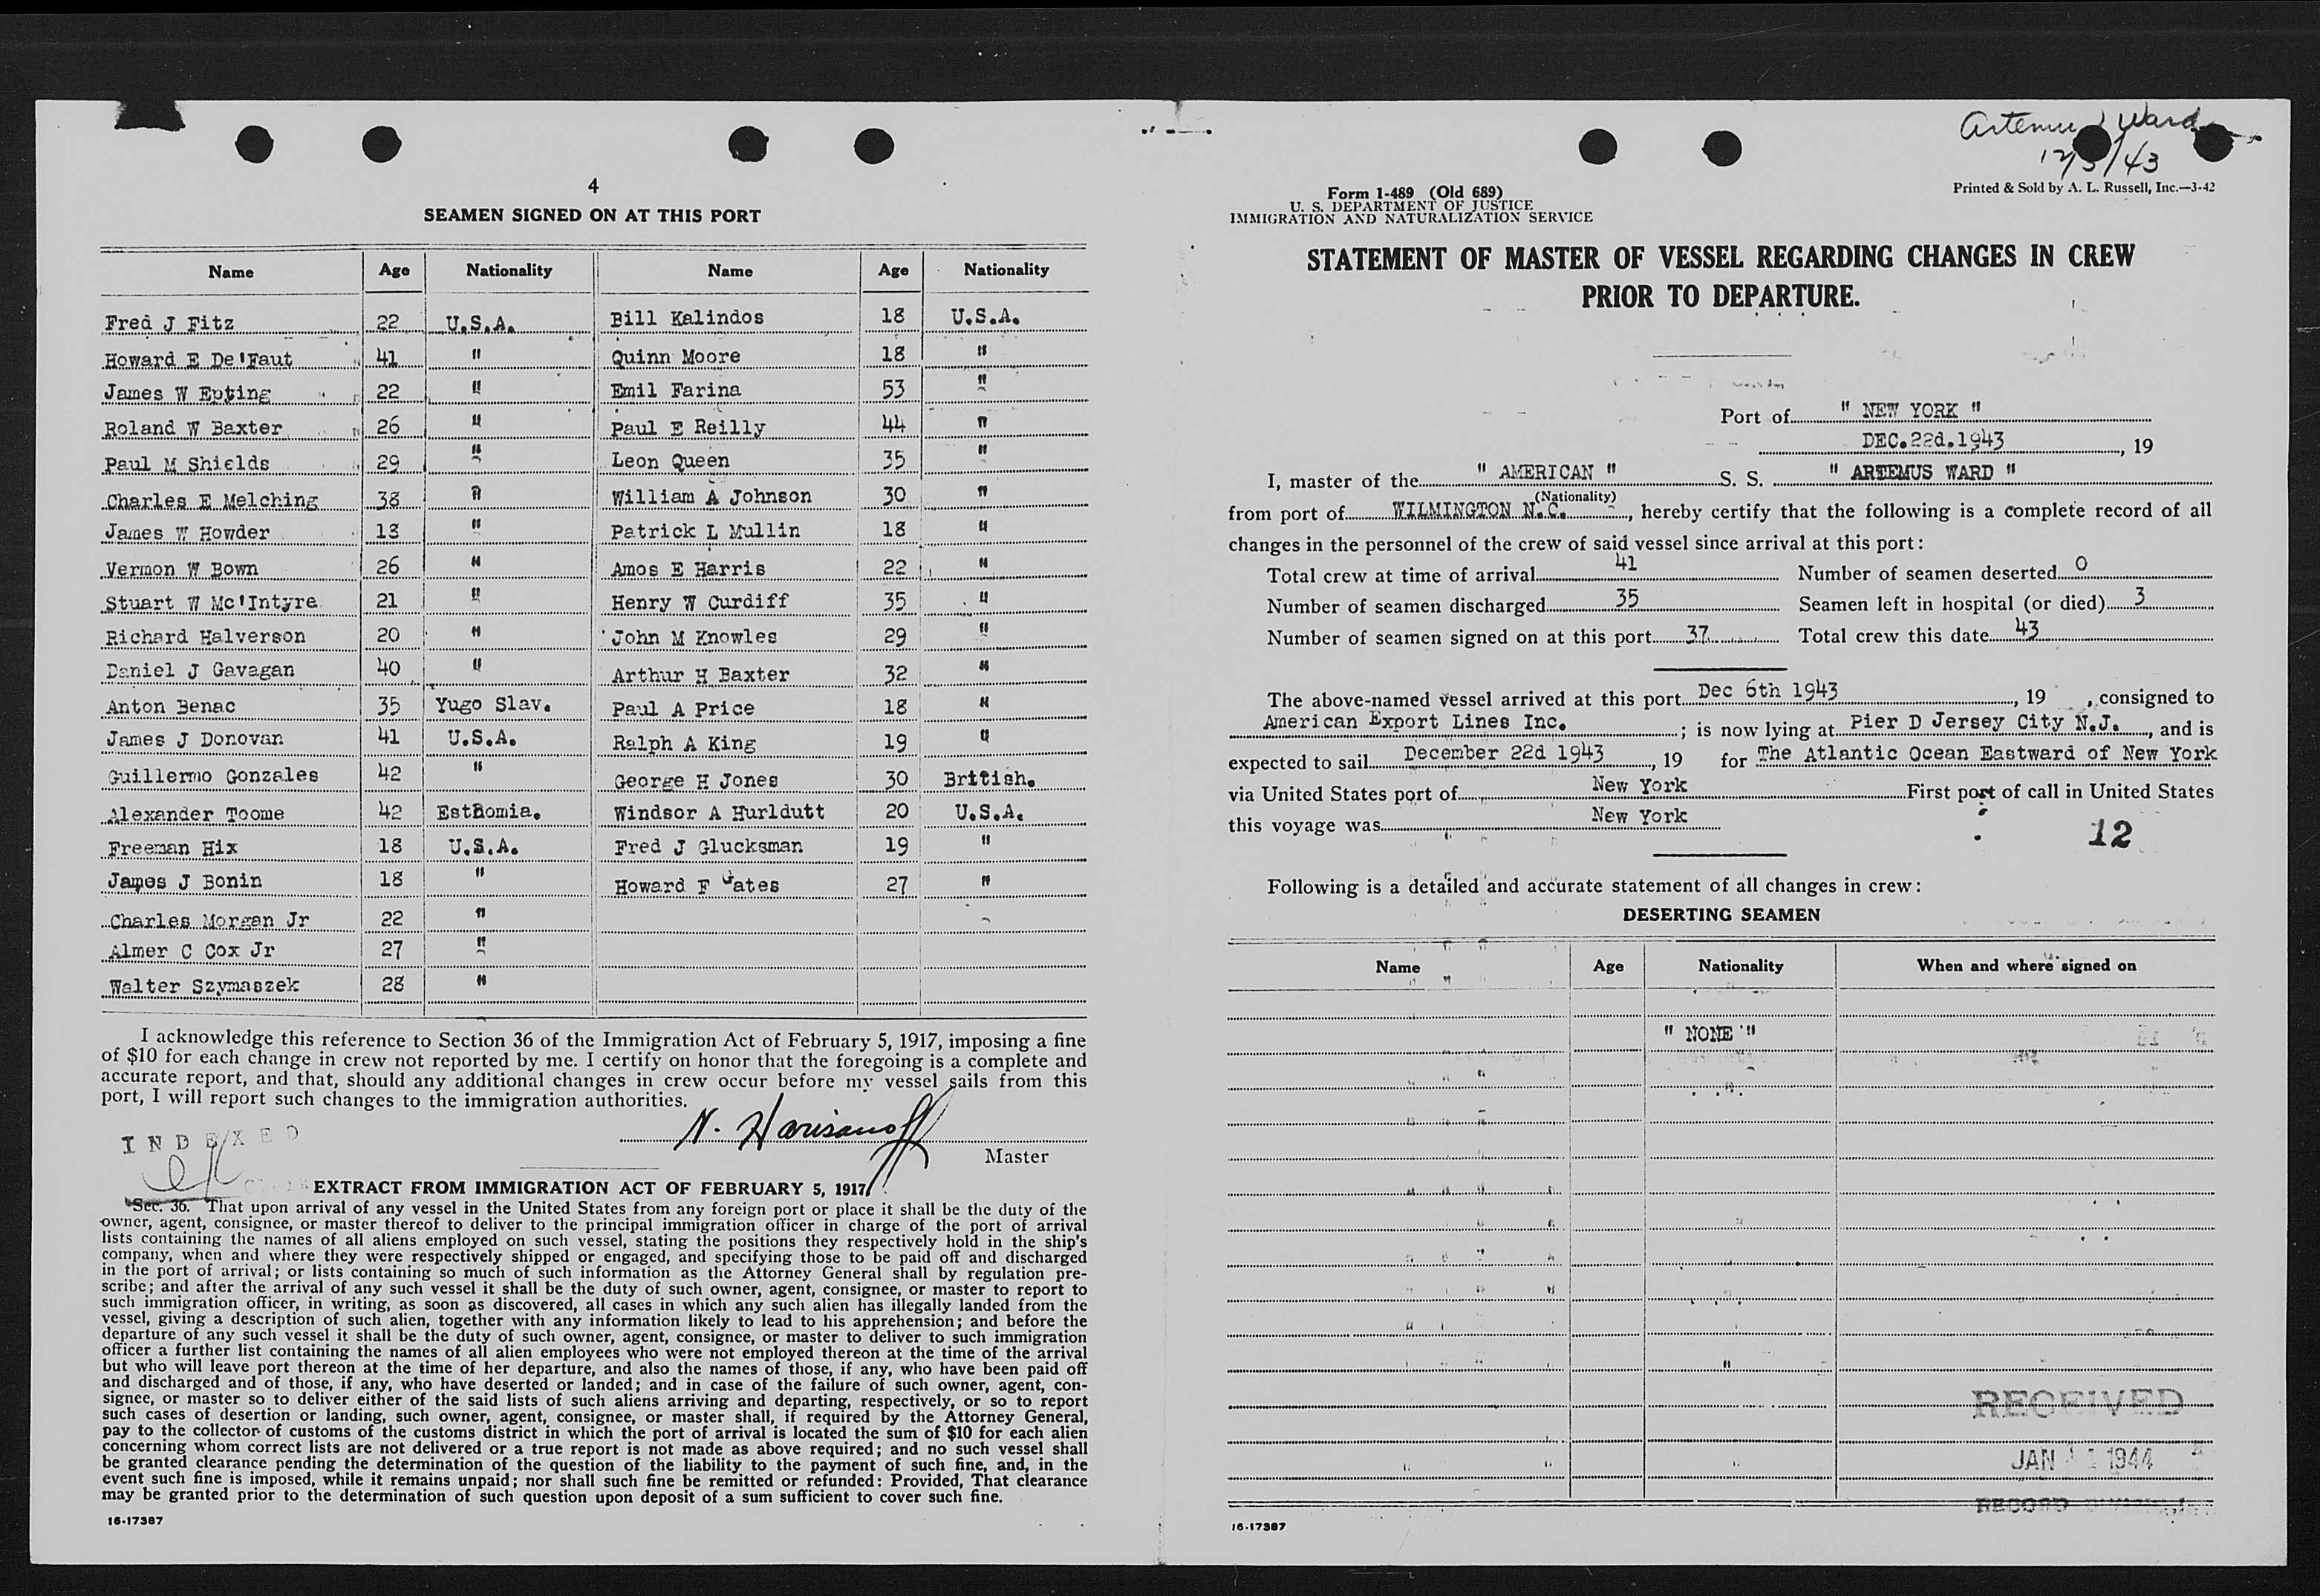 4
SEAMEN SIGNED ON AT THIS PORT
Name Age Nationality Name Age Nationality
Fred J Fitz 22 U.S.A. Bill Kalindos 18 U.S.A.
Howard E De'Faut 41 " Quinn Moore 18 "
James W Epting 22 " Emil Farina 53 "
Roland W Baxter 26 " Paul E Reilly 44 "
Paul M Shields 29 " Leon Queen 35 "
Charles E Melching 38 " William A Johnson 30 "
James W Howder 18 " Patrick L Mullin 18 "
Vermon W Bown 26 " Amos E Harris 22 "
Stuart W Mc'Intyre 21 " Henry W Curdiff 35 "
Richard Halverson 20 " John M Knowles 29 "
Daniel J Gavagan 40 " Arthur H Baxter 32 "
Anton Benac 35 Yugo Slav. Paul A Price 18 "
James J Donovan 41 U.S.A. Ralph A King 19 "
Guillermo Gonzales 42 " George H Jones 30 British.
Alexander Toome 42 Esthomia. Windsor A Hurldutt 20 U.S.A.
Freeman Hix 18 U.S.A. Fred J Glucksman 19 "
James J Bonin 18 " Howard F Gates 27 "
Charles Morgan Jr 22 "
Almer C Cox Jr 27 "
Walter Szymaszek 28 "
I acknowledge this reference to Section 36 of the Immigration Act of February 5, 1917, imposing a fine
of $10 for each change in crew not reported by me. I certify on honor that the foregoing is a complete and
accurate report, and that, should any additional changes in crew occur before my vessel sails from this
port, I will report such changes to the immigration authorities.
INDEXED
N. Harisanoff
Master
EXTRACT FROM IMMIGRATION ACT OF FEBRUARY 5, 1917
"Sec. 36. That upon arrival of any vessel in the United States from any foreign port or place it shall be the duty of the
owner, agent, consignee, or master thereof to deliver to the principal immigration officer in charge of the port of arrival
lists containing the names of all aliens employed on such vessel, stating the positions they respectively hold in the ship's
company, when and where they were respectively shipped or engaged, and specifying those to be paid off and discharged
in the port of arrival; or lists containing so much of such information as the Attorney General shall by regulation pre-
scribe; and after the arrival of any such vessel it shall be the duty of such owner, agent, consignee, or master to report to
such immigration officer, in writing, as soon as discovered, all cases in which any such alien has illegally landed from the
vessel, giving a description of such alien, together with any information likely to lead to his apprehension; and before the
departure of any such vessel it shall be the duty of such owner, agent, consignee, or master to deliver to such immigration
officer a further list containing the names of all alien employees who were not employed thereon at the time of the arrival
but who will leave port thereon at the time of her departure, and also the names of those, if any, who have been paid off
and discharged and of those, if any, who have deserted or landed; and in case of the failure of such owner, agent, con-
signee, or master so to deliver either of the said lists of such aliens arriving and departing, respectively, or so to report
such cases of desertion or landing, such owner, agent, consignee, or master shall, if required by the Attorney General,
pay to the collector of customs of the customs district in which the port of arrival is located the sum of $10 for each alien
concerning whom correct lists are not delivered or a true report is not made as above required; and no such vessel shall
be granted clearance pending the determination of the question of the liability to the payment of such fine, and, in the
event such fine is imposed, while it remains unpaid; nor shall such fine be remitted or refunded: Provided, That clearance
may be granted prior to the determination of such question upon deposit of a sum sufficient to cover such fine.
16-17387
Artemus Ward
12/5/43
Printed & Sold by A. L. Russell, Inc.—3-42
Form 1-489 (Old 689)
U. S. DEPARTMENT OF JUSTICE
IMMIGRATION AND NATURALIZATION SERVICE
STATEMENT OF MASTER OF VESSEL REGARDING CHANGES IN CREW
PRIOR TO DEPARTURE.
Port of " NEW YORK "
DEC.22d.1943, 19
I, master of the " AMERICAN " S. S. " ARTEMUS WARD "
(Nationality)
from port of WILMINGTON N.C., hereby certify that the following is a complete record of all
changes in the personnel of the crew of said vessel since arrival at this port:
Total crew at time of arrival 41 Number of seamen deserted 0
Number of seamen discharged 35 Seamen left in hospital (or died) 3
Number of seamen signed on at this port 37 Total crew this date 43
The above-named vessel arrived at this port Dec 6th 1943, 19 , consigned to
American Export Lines Inc. ; is now lying at Pier D Jersey City N.J., and is
expected to sail December 22d 1943, 19 for The Atlantic Ocean Eastward of New York
via United States port of New York First port of call in United States
this voyage was New York
12
Following is a detailed and accurate statement of all changes in crew:
DESERTING SEAMEN
Name Age Nationality When and where signed on
" NONE "
RECEIVED
JAN 1944
RECORD
16-17387